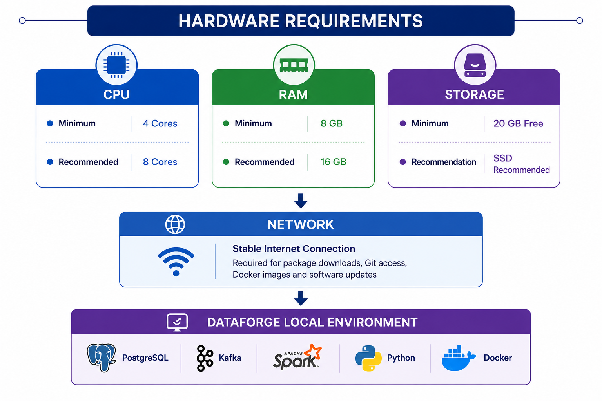 HARDWARE REQUIREMENTS
CPU
Minimum 4 Cores
Recommended 8 Cores
RAM
Minimum 8 GB
Recommended 16 GB
STORAGE
Minimum 20 GB Free
Recommendation SSD
Recommended
NETWORK
Stable Internet Connection
Required for package downloads, Git access,
Docker images and software updates
DATAFORGE LOCAL ENVIRONMENT
PostgreSQL
Kafka
APACHE
Spark
Python
Docker